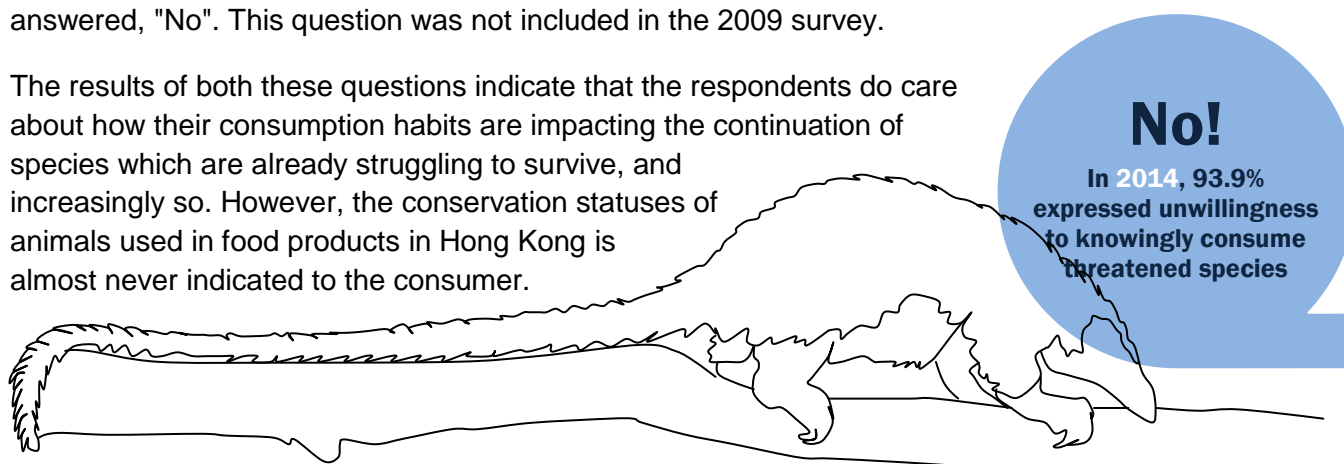 answered, "No". This question was not included in the 2009 survey.
The results of both these questions indicate that the respondents do care
about how their consumption habits are impacting the continuation of
species which are already struggling to survive, and
increasingly so. However, the conservation statuses of
animals used in food products in Hong Kong is
almost never indicated to the consumer.
No!
In 2014, 93.9%
expressed unwillingness
to knowingly consume
threatened species